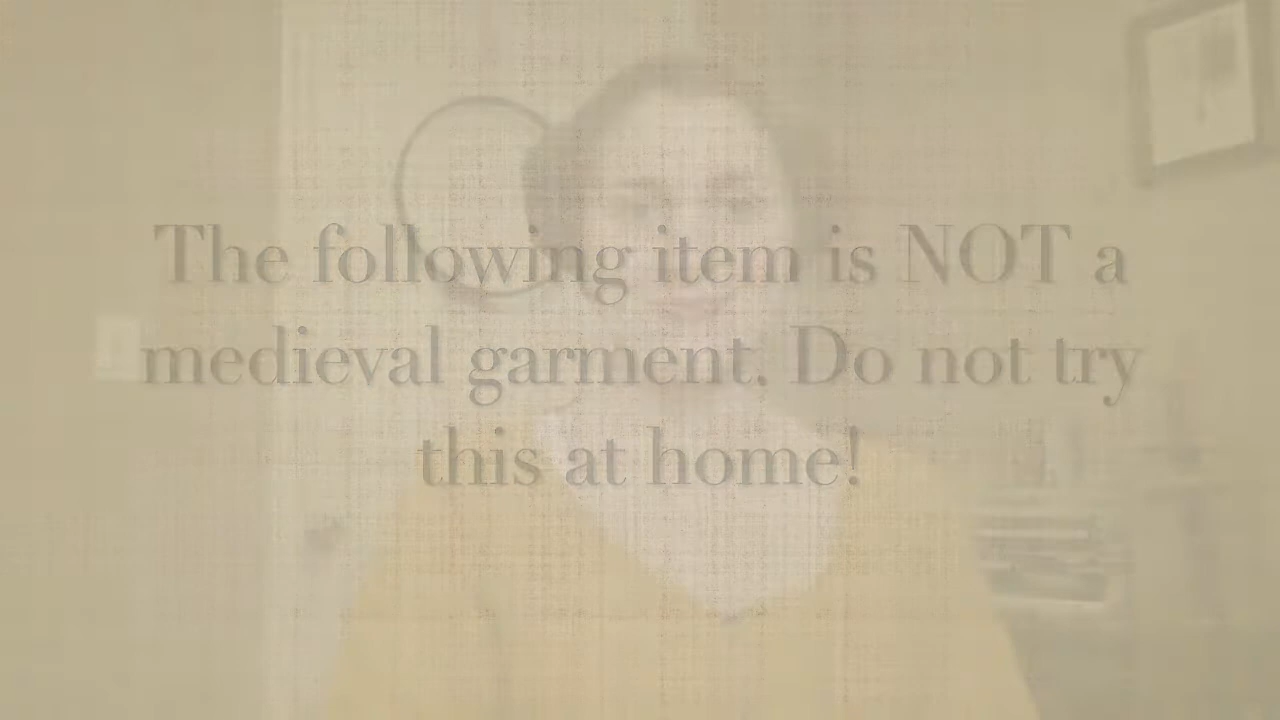 The following item is NOT a
medieval garment. Do not try
this at home!